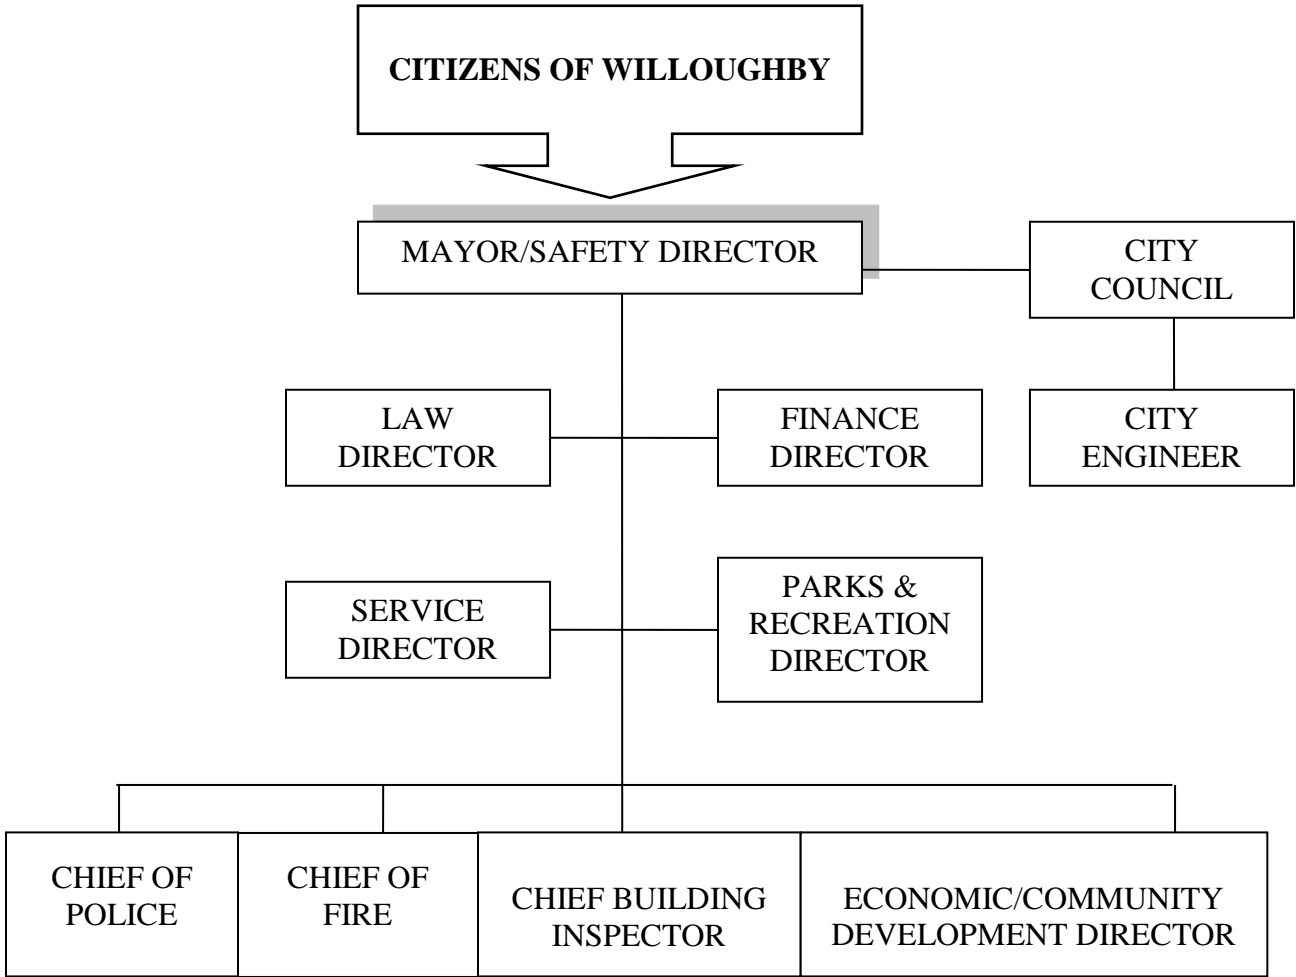 CITIZENS OF WILLOUGHBY
MAYOR/SAFETY DIRECTOR
CITY
COUNCIL
LAW
DIRECTOR
FINANCE
DIRECTOR
CITY
ENGINEER
SERVICE
DIRECTOR
PARKS &
RECREATION
DIRECTOR
CHIEF OF
POLICE
CHIEF OF
FIRE
CHIEF BUILDING
INSPECTOR
ECONOMIC/COMMUNITY
DEVELOPMENT DIRECTOR